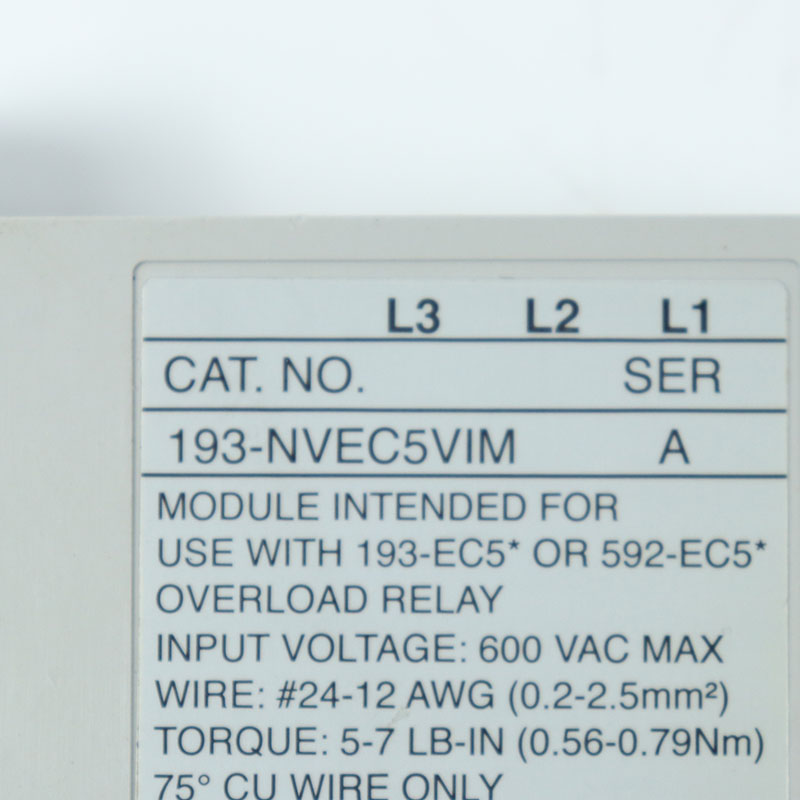 L3 L2 L1
CAT. NO. SER
193-NVEC5VIM A
MODULE INTENDED FOR
USE WITH 193-EC5* OR 592-EC5*
OVERLOAD RELAY
INPUT VOLTAGE: 600 VAC MAX
WIRE: #24-12 AWG (0.2-2.5mm²)
TORQUE: 5-7 LB-IN (0.56-0.79Nm)
75° CU WIRE ONLY